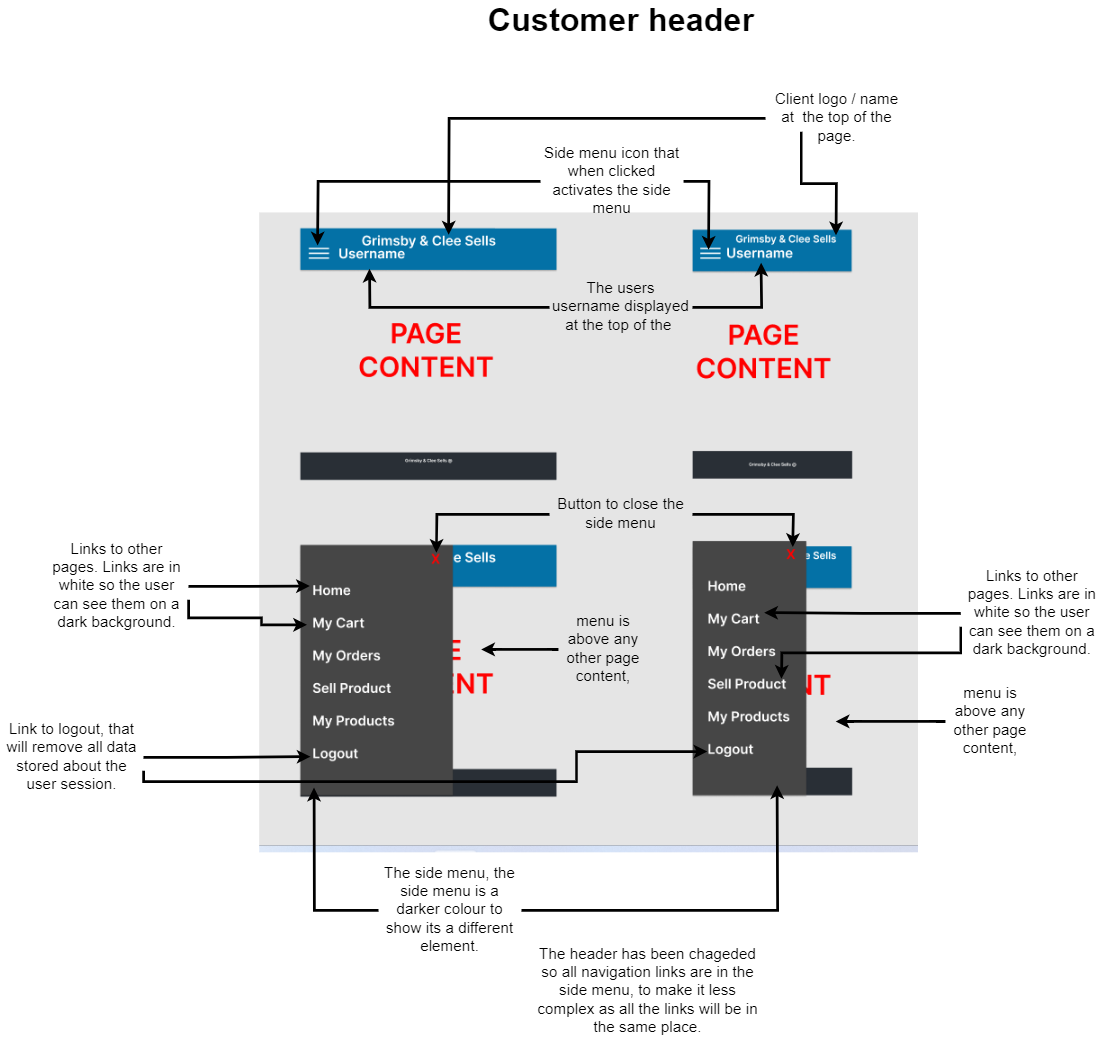 Customer header
Client logo / name
at the top of the
page.
Side menu icon that
when clicked
activates the side
menu
Grimsby & Clee Sells
Username
Grimsby & Clee Sells
Username
The users
username displayed
at the top of the
PAGE
CONTENT
PAGE
CONTENT
Grimsby & Clee Sells @
Grimsby & Clee Sells @
Button to close the
side menu
Links to other
pages. Links are in
white so the user
can see them on a
dark background.
X
e Sells
Home
My Cart
My Orders
Sell Product
My Products
Logout
E
NT
menu is
above any
other page
content,
X
e Sells
Home
My Cart
My Orders
Sell Product
My Products
Logout
NT
Links to other
pages. Links are in
white so the user
can see them on a
dark background.
menu is
above any
other page
content,
Link to logout, that
will remove all data
stored about the
user session.
The side menu, the
side menu is a
darker colour to
show its a different
element.
The header has been chageded
so all navigation links are in the
side menu, to make it less
complex as all the links will be in
the same place.